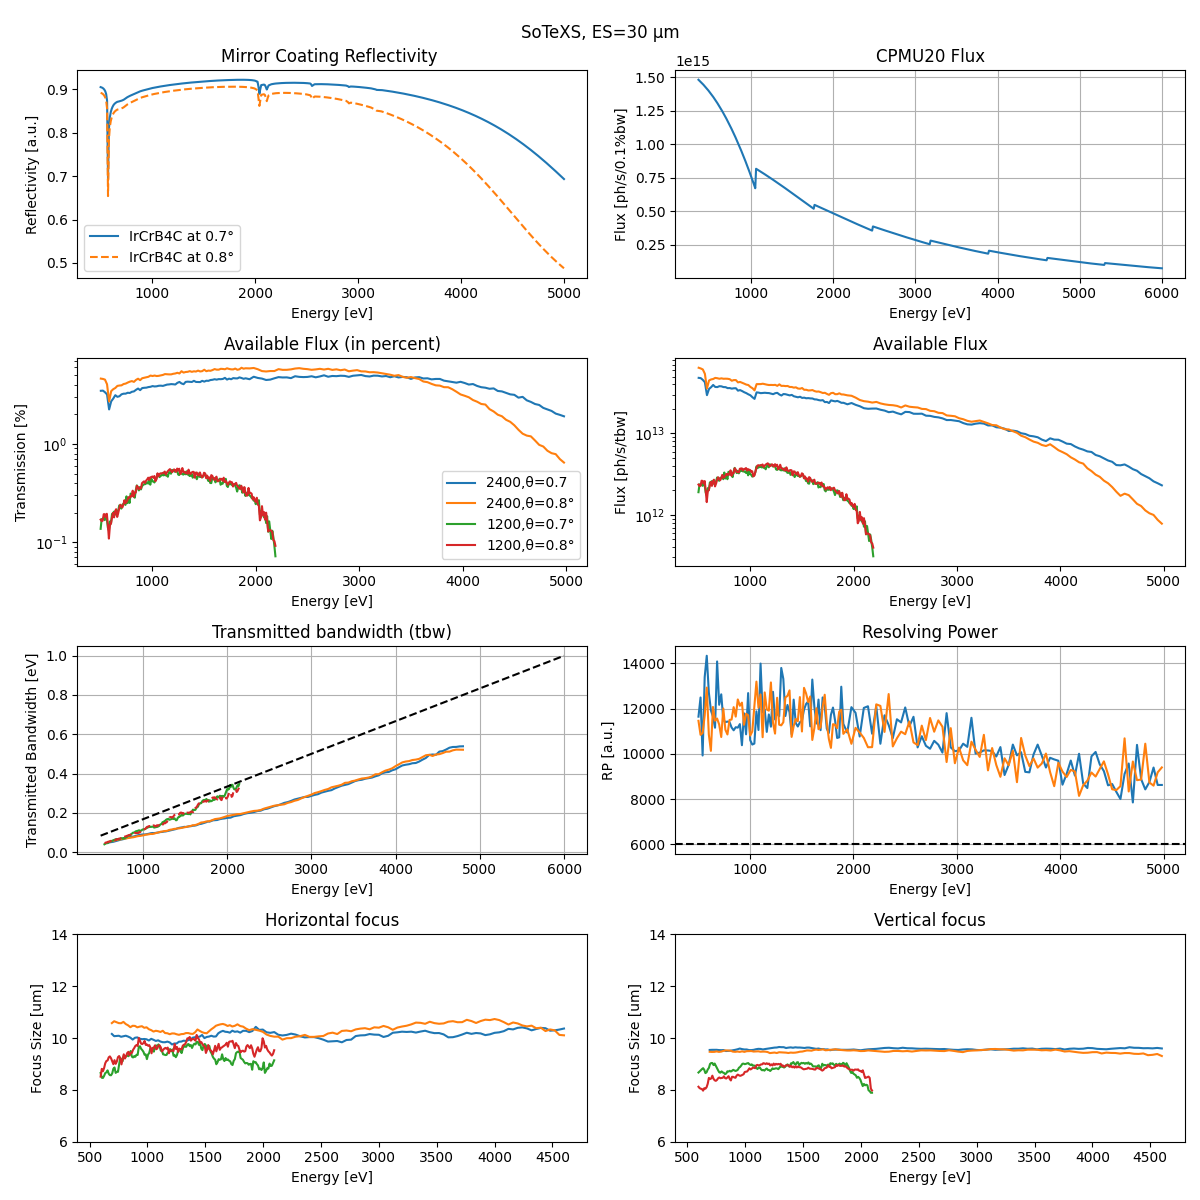 SoTeXS, ES=30 μm
Mirror Coating Reflectivity
Reflectivity [a.u.]
0.9
0.8
0.7
0.6
0.5
IrCrB4C at 0.7°
IrCrB4C at 0.8°
1000 2000 3000 4000 5000
Energy [eV]
CPMU20 Flux
1e15
Flux [ph/s/0.1%bw]
1.50
1.25
1.00
0.75
0.50
0.25
1000 2000 3000 4000 5000 6000
Energy [eV]
Available Flux (in percent)
Transmission [%]
10⁰
10⁻¹
2400,θ=0.7
2400,θ=0.8°
1200,θ=0.7°
1200,θ=0.8°
1000 2000 3000 4000 5000
Energy [eV]
Available Flux
Flux [ph/s/tbw]
10¹³
10¹²
1000 2000 3000 4000 5000
Energy [eV]
Transmitted bandwidth (tbw)
Transmitted Bandwidth [eV]
1.0
0.8
0.6
0.4
0.2
0.0
1000 2000 3000 4000 5000 6000
Energy [eV]
Resolving Power
RP [a.u.]
14000
12000
10000
8000
6000
1000 2000 3000 4000 5000
Energy [eV]
Horizontal focus
Focus Size [um]
14
12
10
8
6
500 1000 1500 2000 2500 3000 3500 4000 4500
Energy [eV]
Vertical focus
Focus Size [um]
14
12
10
8
6
500 1000 1500 2000 2500 3000 3500 4000 4500
Energy [eV]